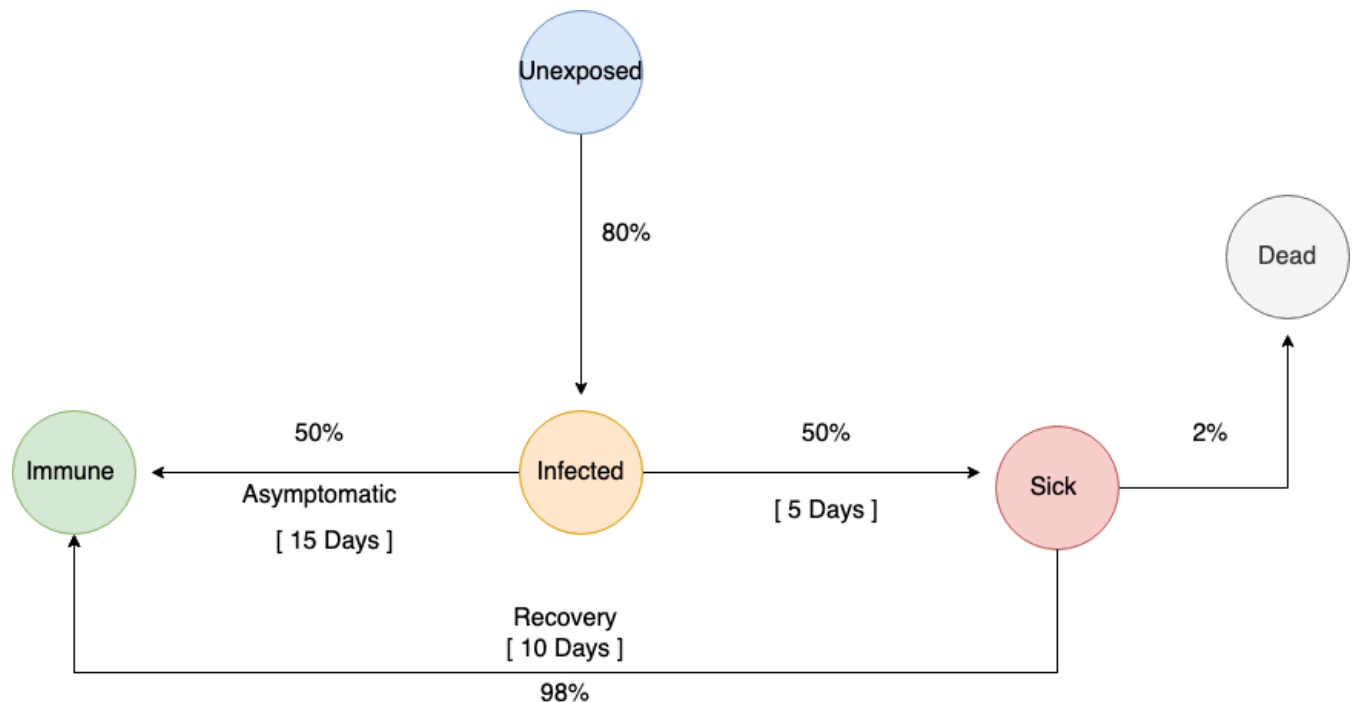 Unexposed
80%
Dead
50%
50%
2%
Immune
Infected
Sick
Asymptomatic
[ 15 Days ]
[ 5 Days ]
Recovery
[ 10 Days ]
98%